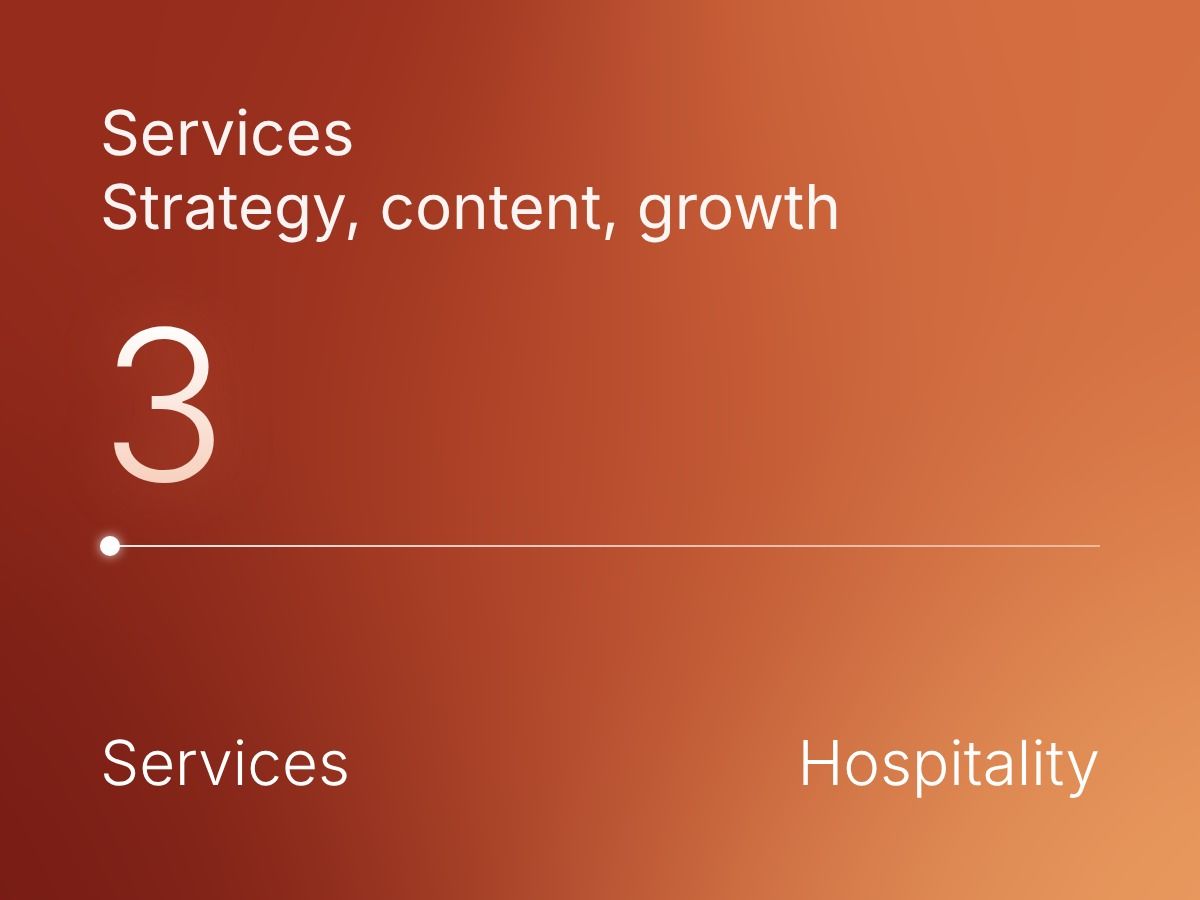 Services
Strategy, content, growth
3
Services
Hospitality